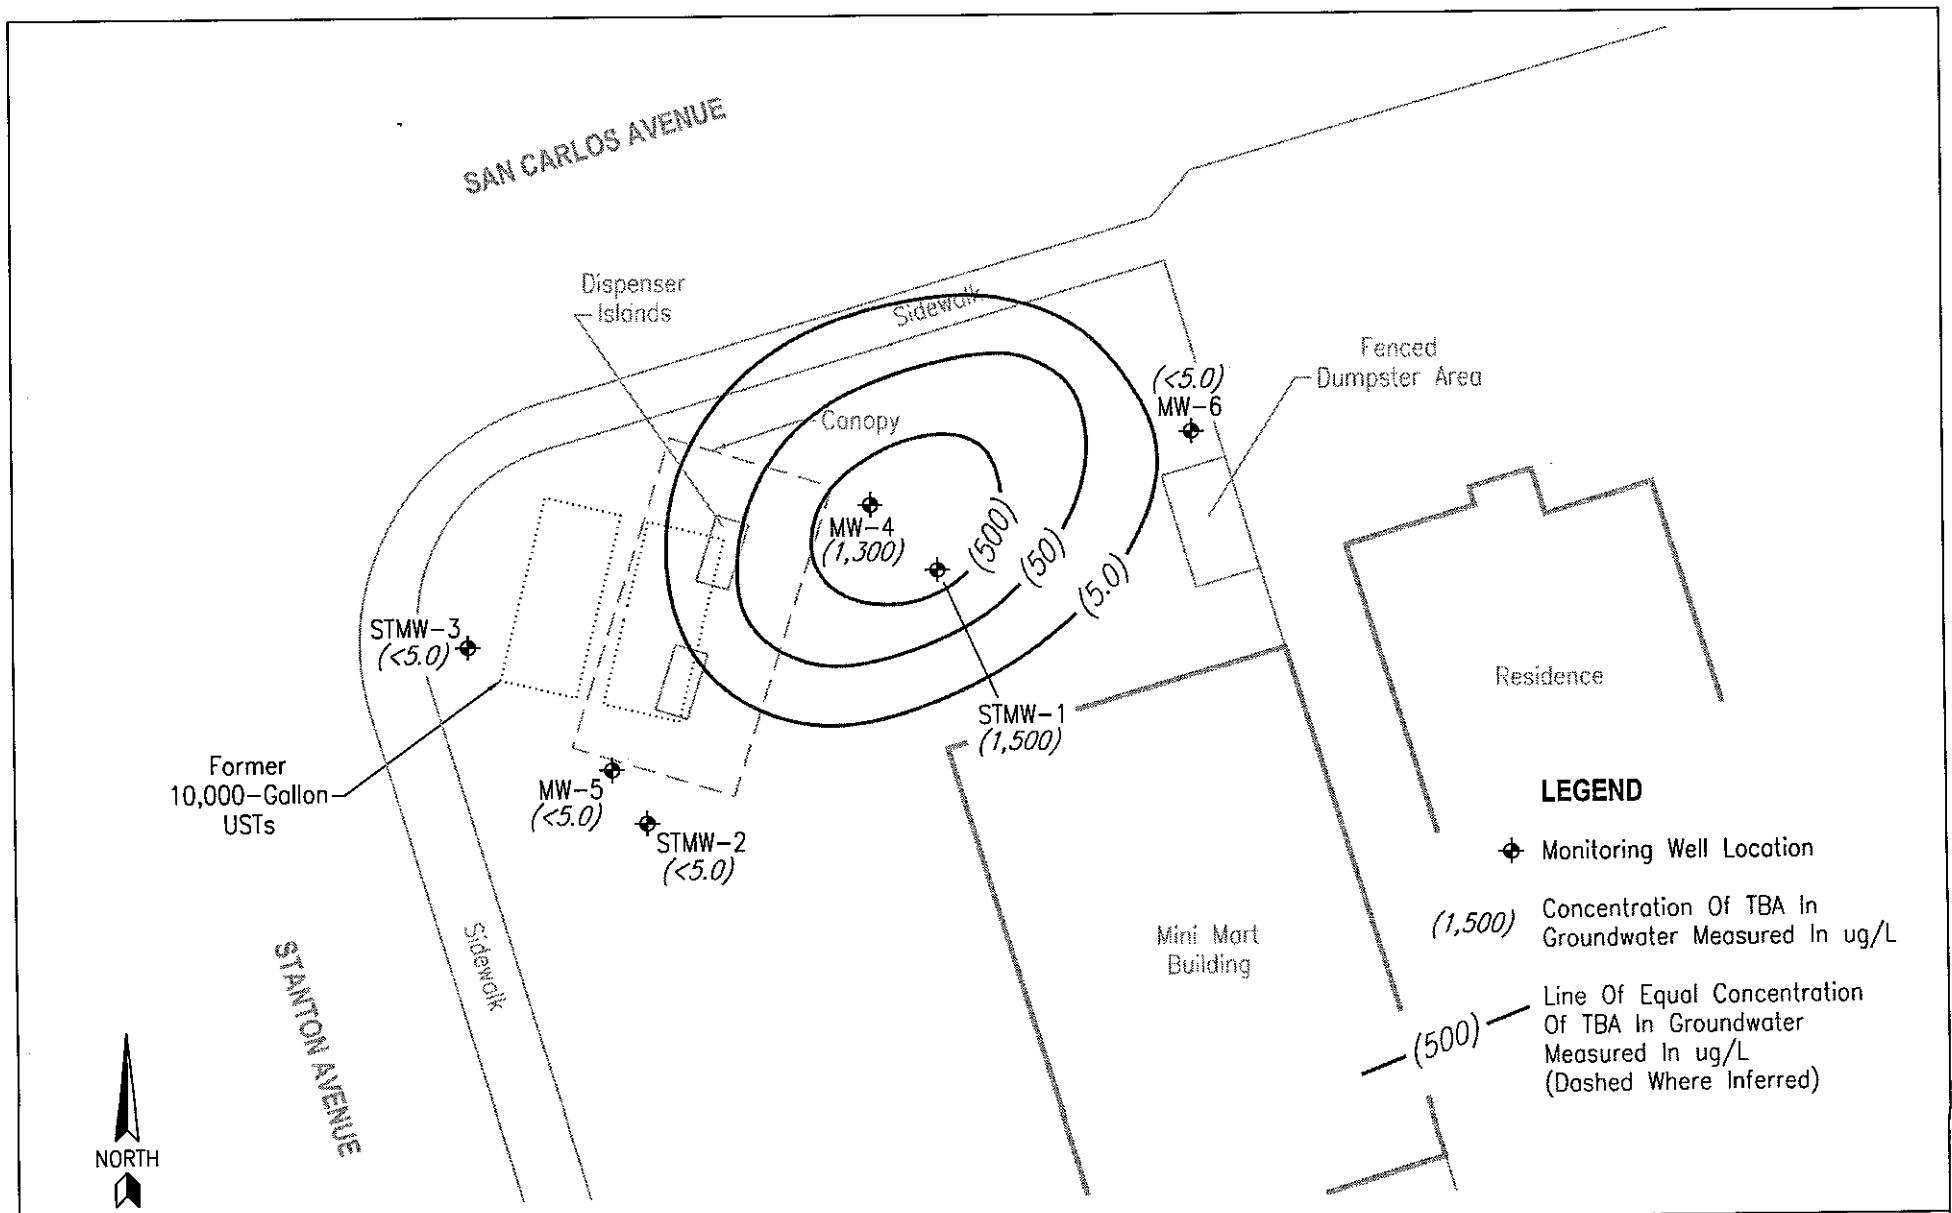 SAN CARLOS AVENUE
Dispenser
Islands
Sidewalk
Fenced
Dumpster Area
(<5.0)
MW-6
Canopy
MW-4
(1,300)
(500)
(50)
(5.0)
STMW-3
(<5.0)
Residence
STMW-1
(1,500)
Former
10,000-Gallon
USTs
MW-5
(<5.0)
STMW-2
(<5.0)
Mini Mart
Building
Sidewalk
STANTON AVENUE
NORTH
LEGEND
Monitoring Well Location
(1,500)
Concentration Of TBA In
Groundwater Measured In ug/L
(500)
Line Of Equal Concentration
Of TBA In Groundwater
Measured In ug/L
(Dashed Where Inferred)